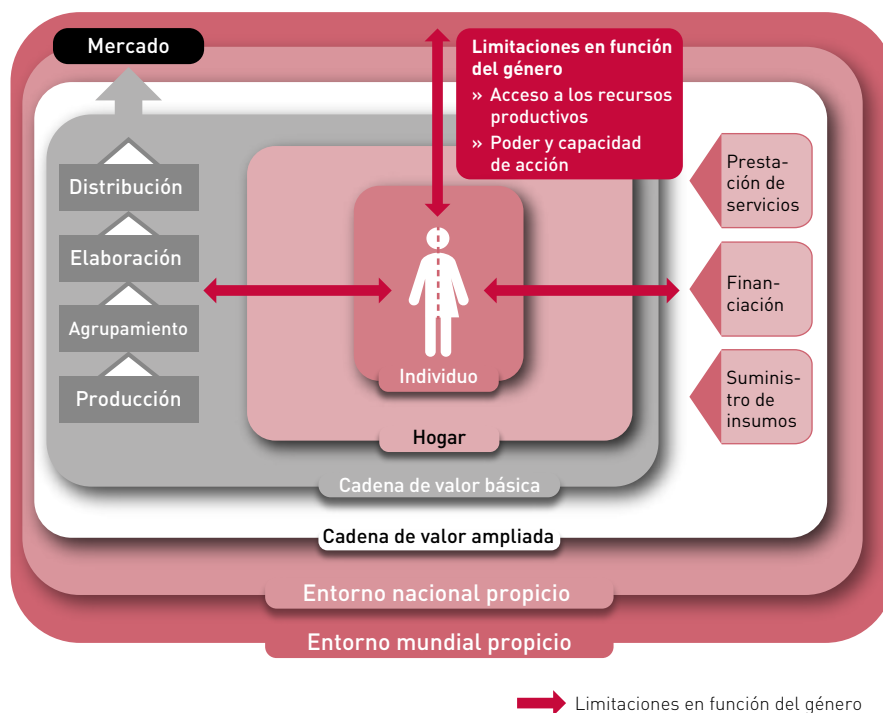 Mercado
Limitaciones en función
del género
» Acceso a los recursos
productivos
» Poder y capacidad
de acción
Distribución
Elaboración
Agrupamiento
Producción
Presta-
ción de
servicios
Finan-
ciación
Suminis-
tro de
insumos
Individuo
Hogar
Cadena de valor básica
Cadena de valor ampliada
Entorno nacional propicio
Entorno mundial propicio
Limitaciones en función del género